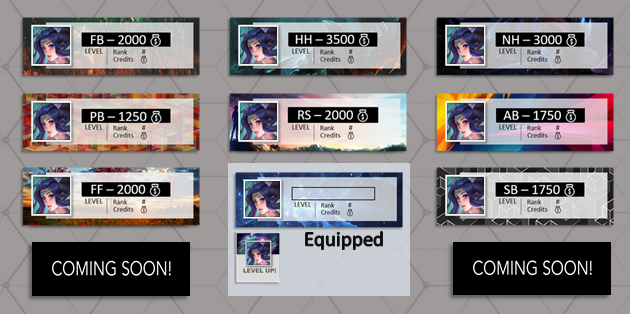 FB – 2000 $
LEVEL Rank #
Credits $
HH – 3500 $
LEVEL Rank #
Credits $
NH – 3000 $
LEVEL Rank #
Credits $
PB – 1250 $
LEVEL Rank #
Credits $
RS – 2000 $
LEVEL Rank #
Credits $
AB – 1750 $
LEVEL Rank #
Credits $
FF – 2000 $
LEVEL Rank #
Credits $
LEVEL Rank #
Credits $
SB – 1750 $
LEVEL Rank #
Credits $
Equipped
LEVEL UP!
COMING SOON!
COMING SOON!